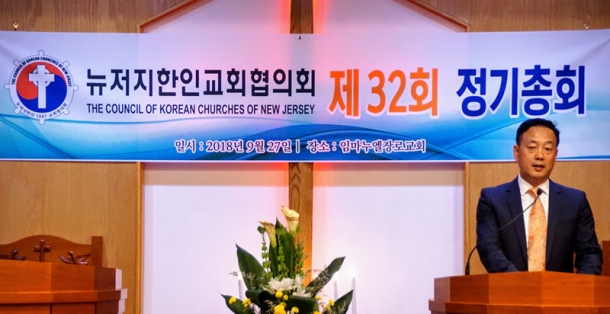 뉴저지한인교회협의회 제 32회 정기총회
THE COUNCIL OF KOREAN CHURCHES OF NEW JERSEY
일시 : 2018년 9월 27일 | 장소 : 임마누엘장로교회